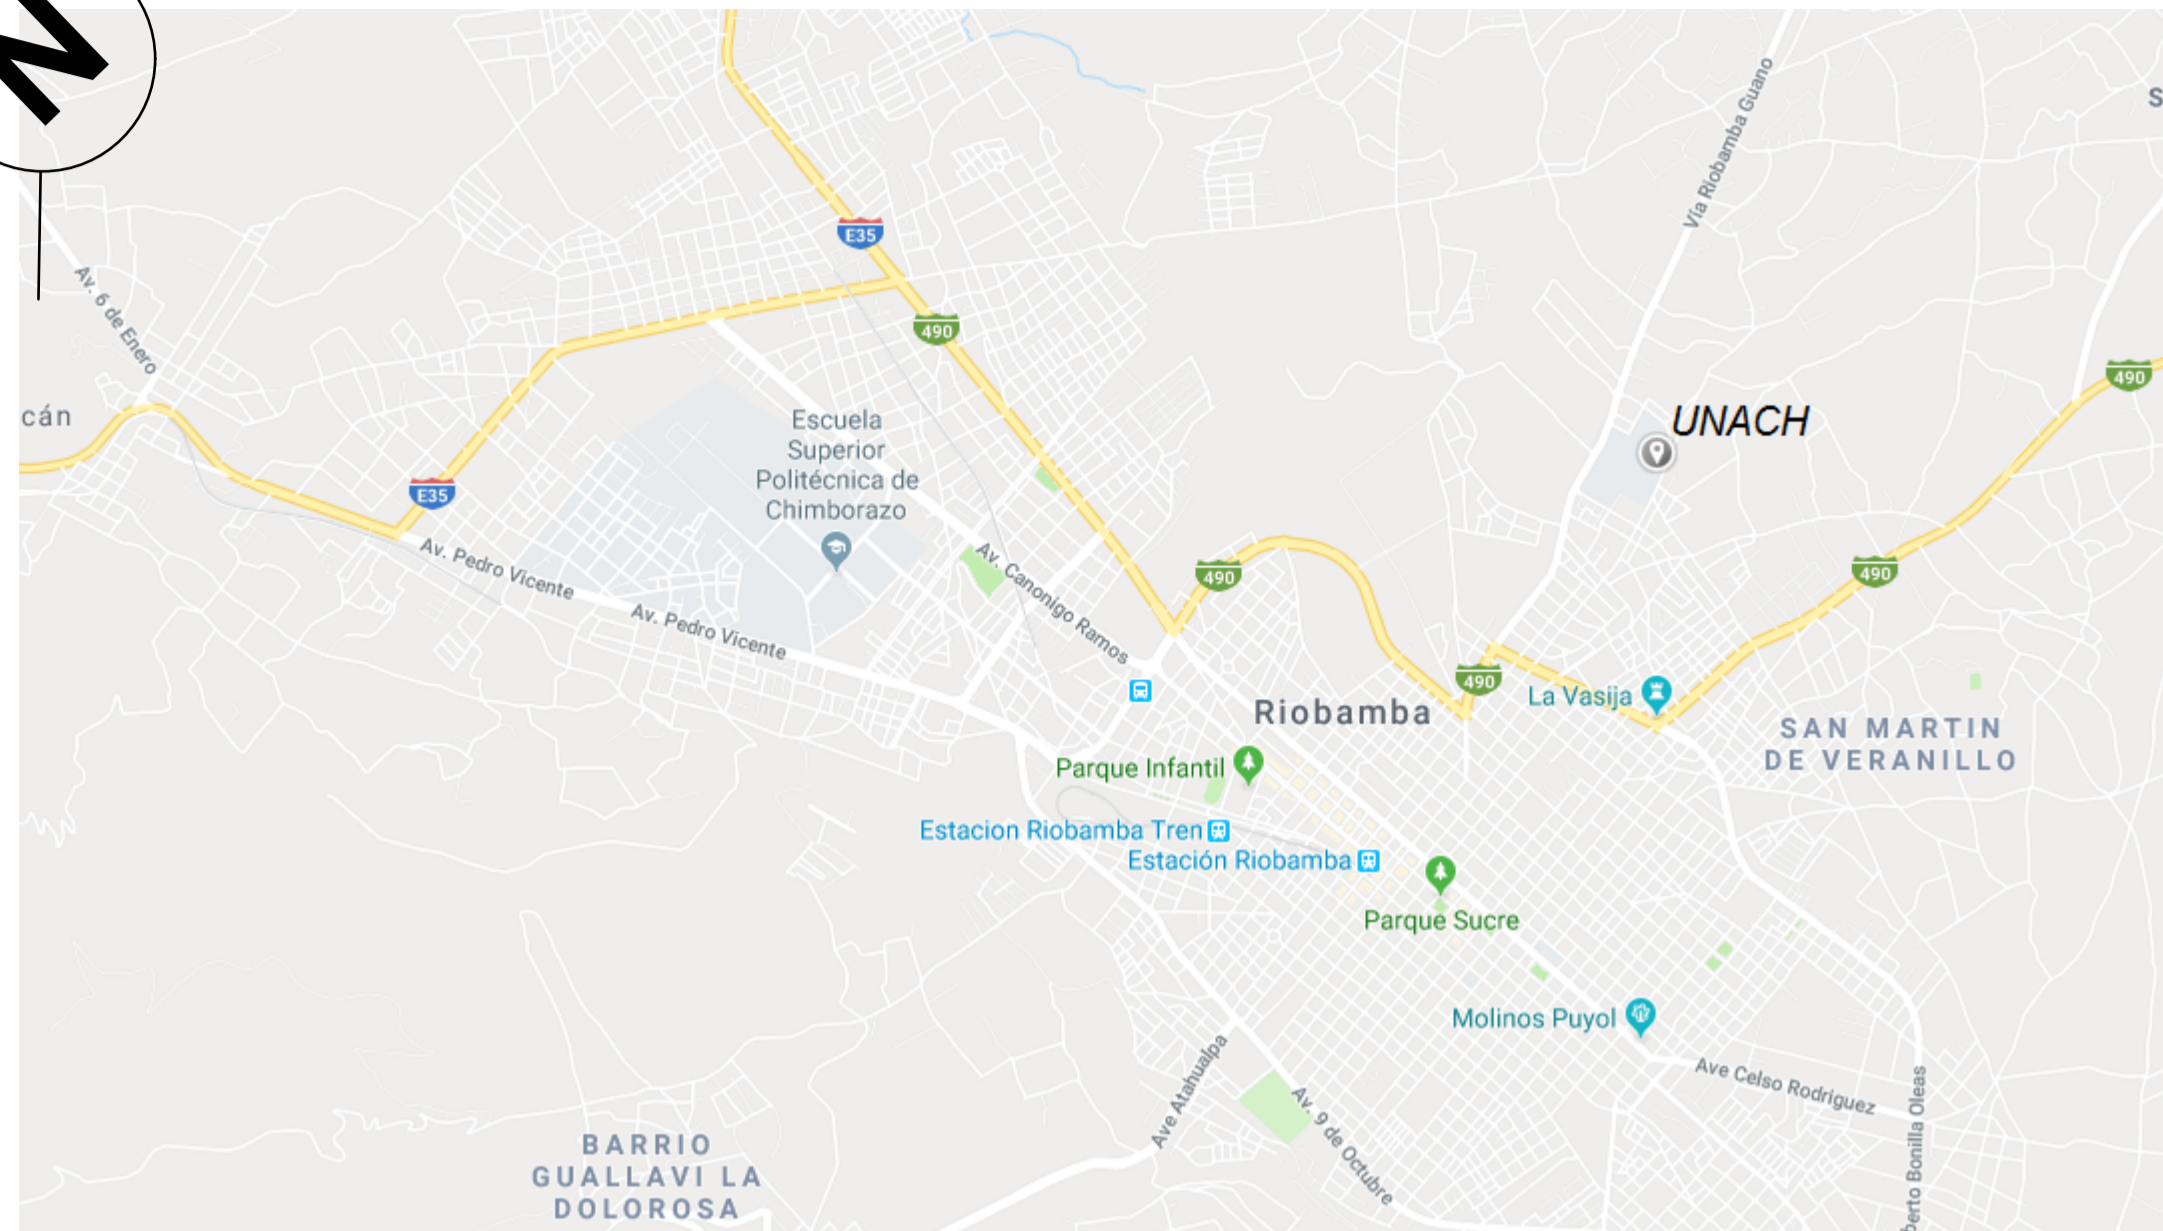 N
S
Vía Riobamba Guano
E35
Av. 6 de Enero
490
490
cán
UNACH
Escuela
Superior
Politécnica de
Chimborazo
E35
Av. Pedro Vicente
Av. Canonigo Ramos
490
490
Av. Pedro Vicente
490
La Vasija
Riobamba
SAN MARTIN
DE VERANILLO
Parque Infantil
Estacion Riobamba Tren
Estación Riobamba
Parque Sucre
Molinos Puyol
Ave Celso Rodriguez
Ave Atahualpa
Av. 9 de Octubre
berto Bonilla Oleas
BARRIO
GUALLAVI LA
DOLOROSA